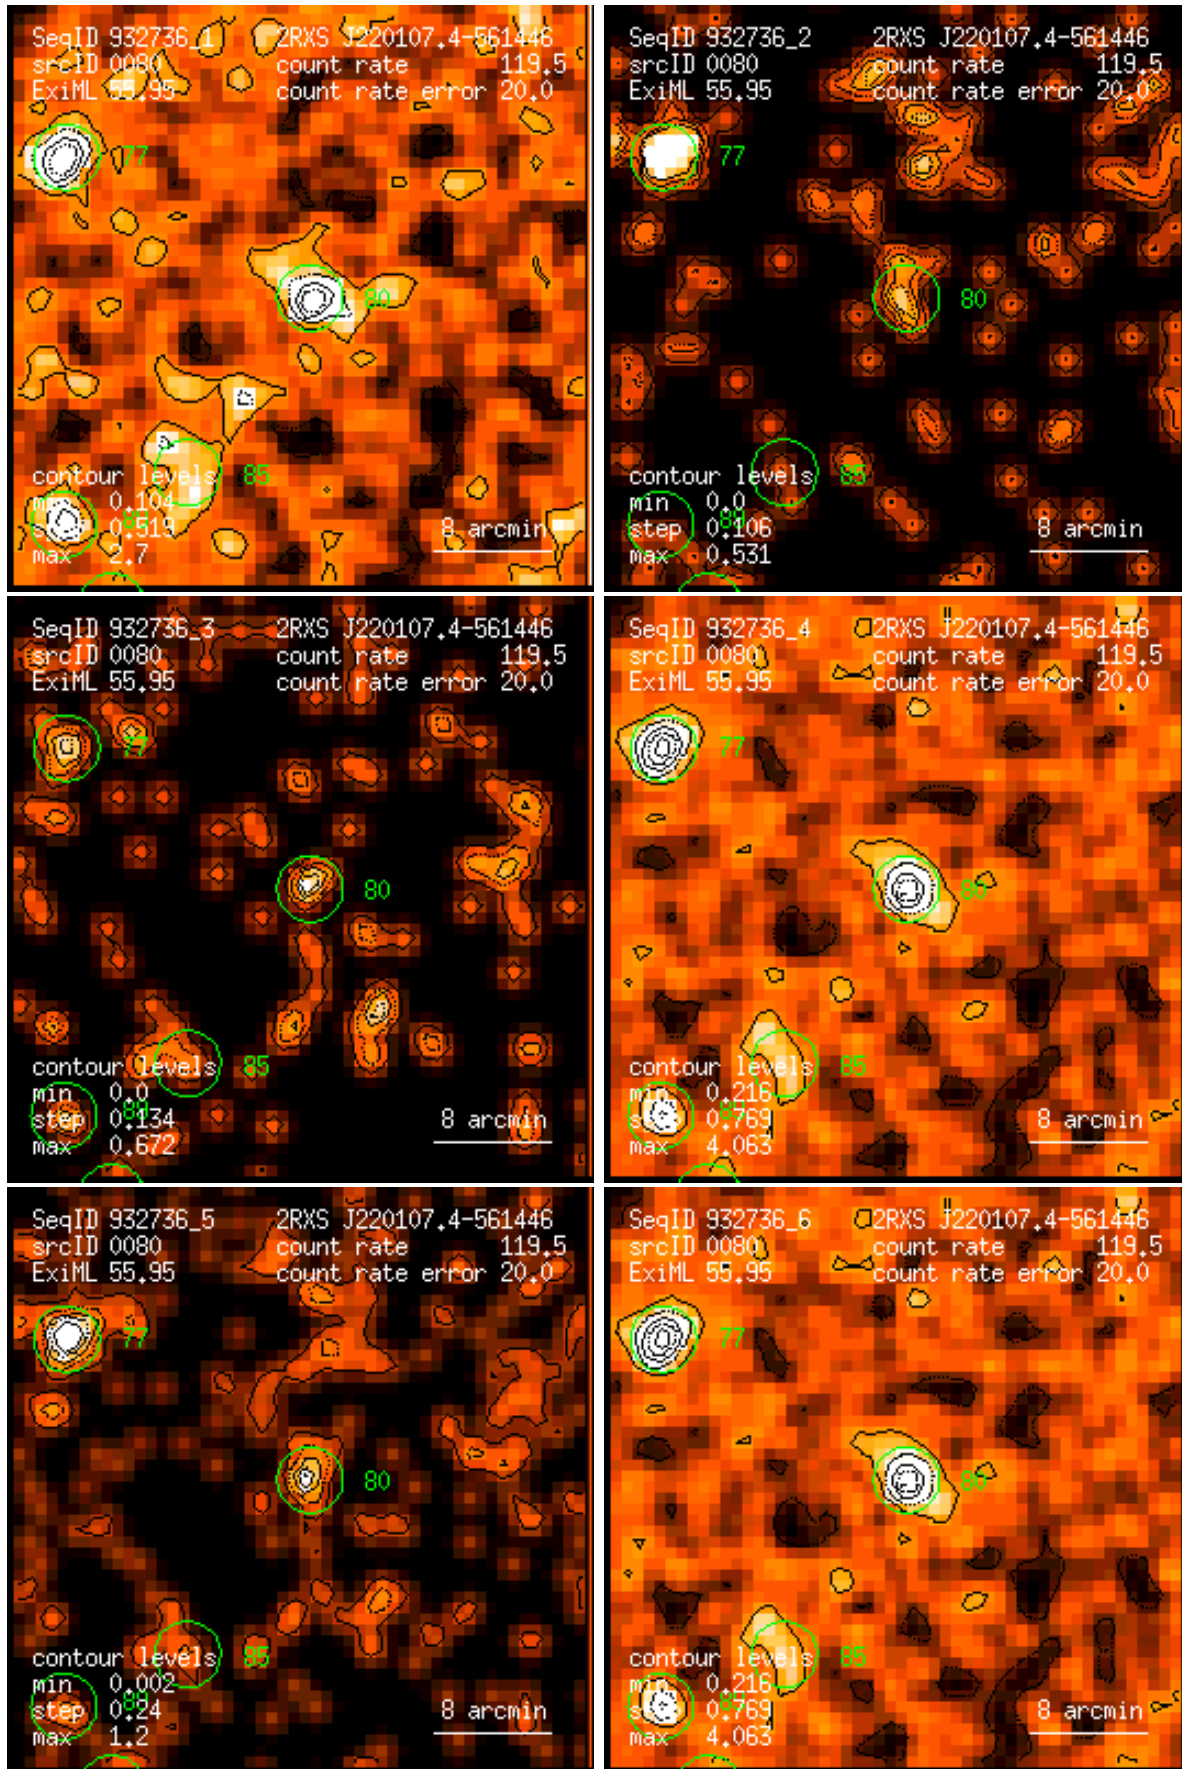 SeqID 932736_1 2RXS J220107.4-561446
srcID 0080 count rate 119.5
ExiML 55.95 count rate error 20.0
77
80
contour levels 85
min 0.104
step 0.519 8 arcmin
max 2.7
SeqID 932736_2 2RXS J220107.4-561446
srcID 0080 count rate 119.5
ExiML 55.95 count rate error 20.0
77
80
contour levels 85
min 0.0
step 0.106 8 arcmin
max 0.531
SeqID 932736_3 2RXS J220107.4-561446
srcID 0080 count rate 119.5
ExiML 55.95 count rate error 20.0
77
80
contour levels 85
min 0.0
step 0.134 8 arcmin
max 0.672
SeqID 932736_4 2RXS J220107.4-561446
srcID 0080 count rate 119.5
ExiML 55.95 count rate error 20.0
77
80
contour levels 85
min 0.216
step 0.769 8 arcmin
max 4.063
SeqID 932736_5 2RXS J220107.4-561446
srcID 0080 count rate 119.5
ExiML 55.95 count rate error 20.0
77
80
contour levels 85
min 0.002
step 0.24 8 arcmin
max 1.2
SeqID 932736_6 2RXS J220107.4-561446
srcID 0080 count rate 119.5
ExiML 55.95 count rate error 20.0
77
80
contour levels 85
min 0.216
step 0.769 8 arcmin
max 4.063